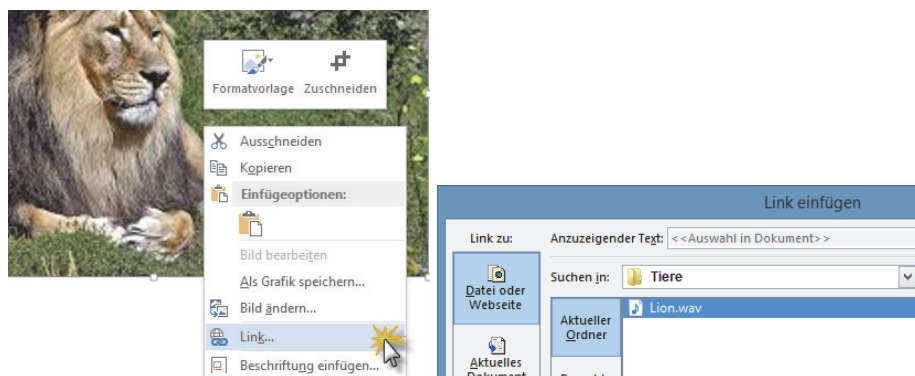 Formatvorlage Zuschneiden
Ausschneiden
Kopieren
Einfügeoptionen:
Bild bearbeiten
Als Grafik speichern...
Bild ändern...
Link...
Beschriftung einfügen...
Link einfügen
Link zu:
Anzuzeigender Text: <<Auswahl in Dokument>>
Datei oder
Webseite
Suchen in: Tiere
Aktueller
Ordner
Lion.wav
Aktuelles
Dokument